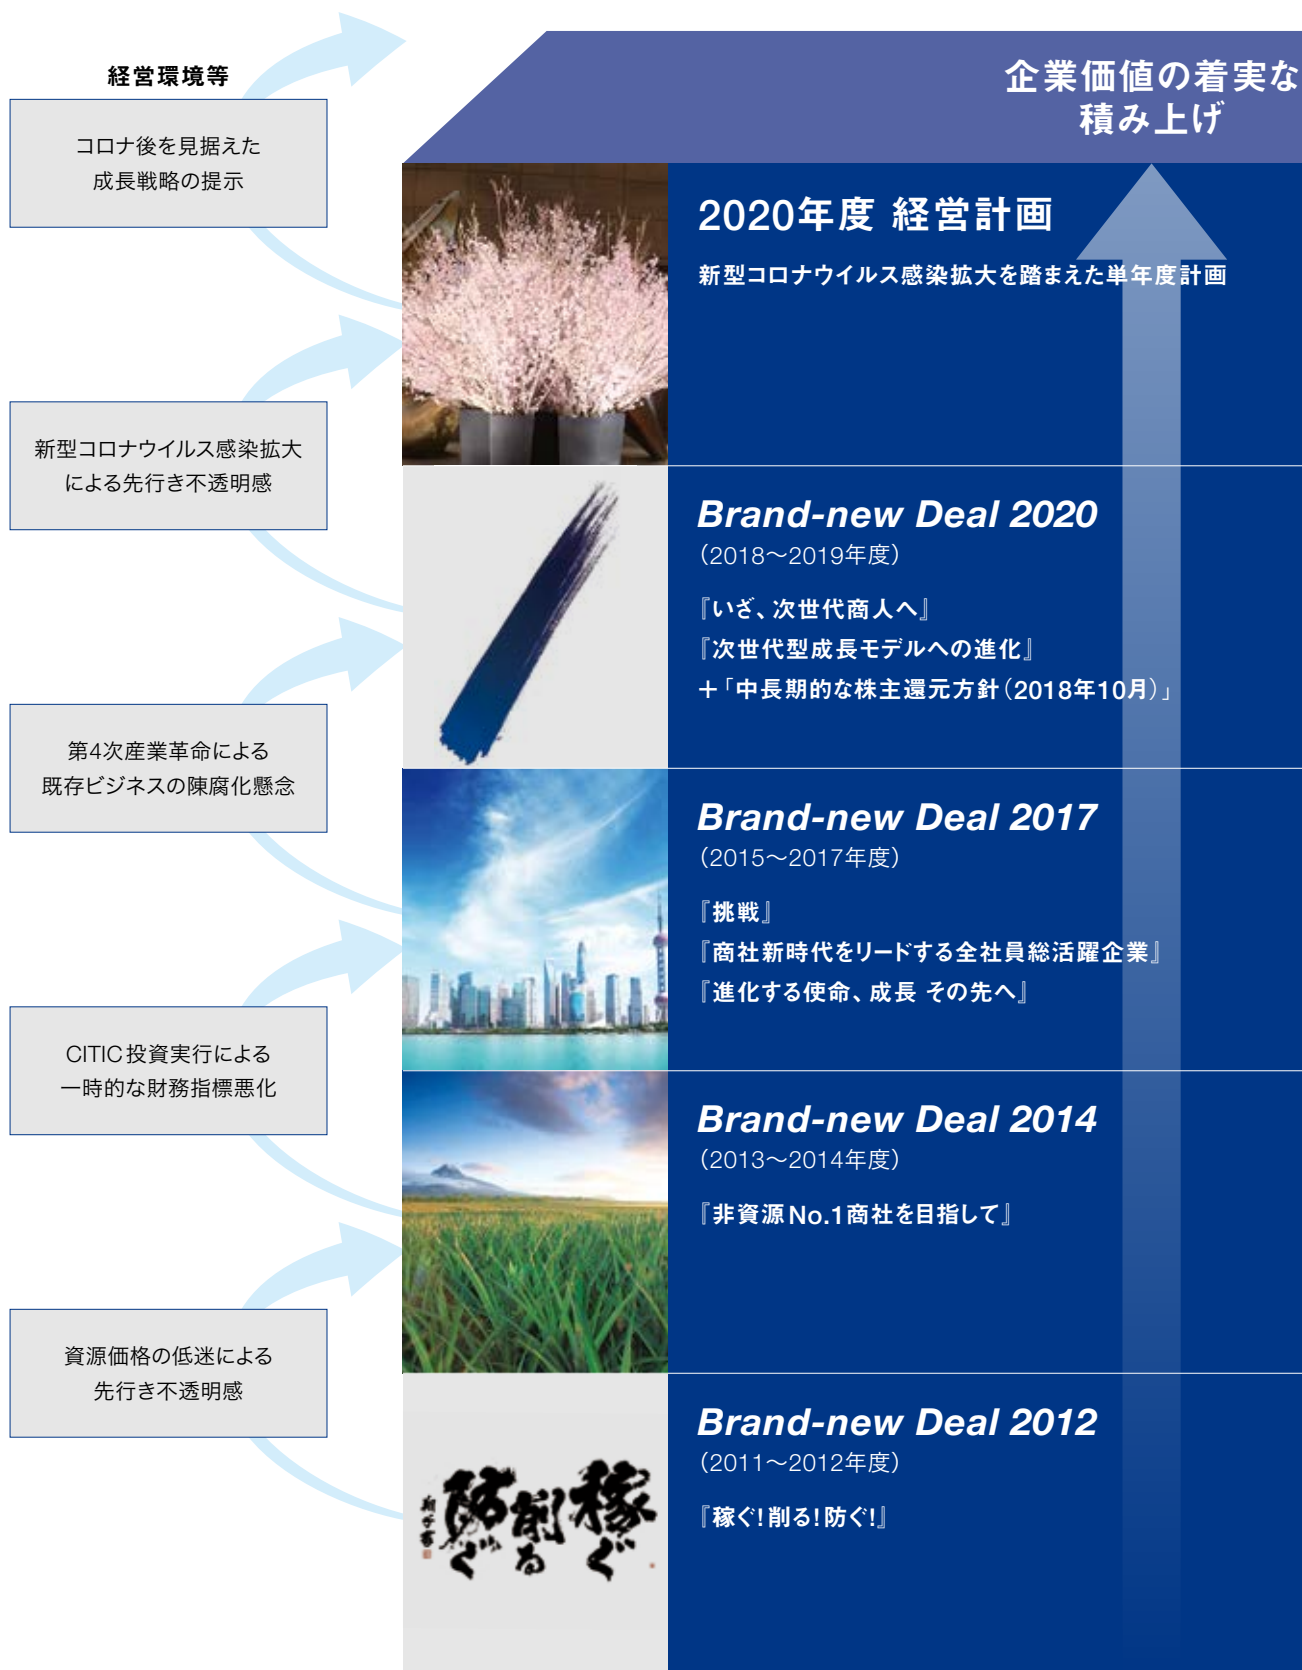 経営環境等
コロナ後を見据えた
成長戦略の提示
新型コロナウイルス感染拡大
による先行き不透明感
第4次産業革命による
既存ビジネスの陳腐化懸念
CITIC投資実行による
一時的な財務指標悪化
資源価格の低迷による
先行き不透明感
企業価値の着実な
積み上げ
2020年度 経営計画
新型コロナウイルス感染拡大を踏まえた単年度計画
Brand-new Deal 2020
（2018～2019年度）
『いざ、次世代商人へ』
『次世代型成長モデルへの進化』
＋「中長期的な株主還元方針（2018年10月）」
Brand-new Deal 2017
（2015～2017年度）
『挑戦』
『商社新時代をリードする全社員総活躍企業』
『進化する使命、成長 その先へ』
Brand-new Deal 2014
（2013～2014年度）
『非資源No.1商社を目指して』
Brand-new Deal 2012
（2011～2012年度）
『稼ぐ！削る！防ぐ！』
稼ぐ
削る
防ぐ